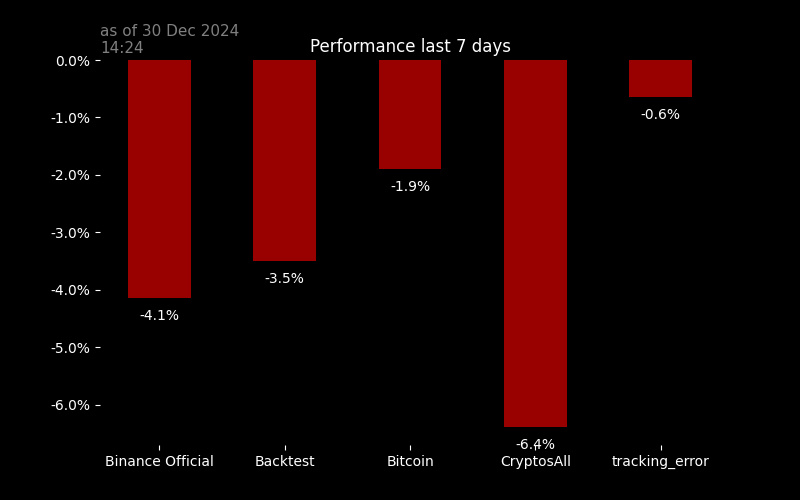 as of 30 Dec 2024
14:24
Performance last 7 days
0.0%
-1.0%
-2.0%
-3.0%
-4.0%
-5.0%
-6.0%
-4.1%
-3.5%
-1.9%
-6.4%
-0.6%
Binance Official
Backtest
Bitcoin
CryptosAll
tracking_error